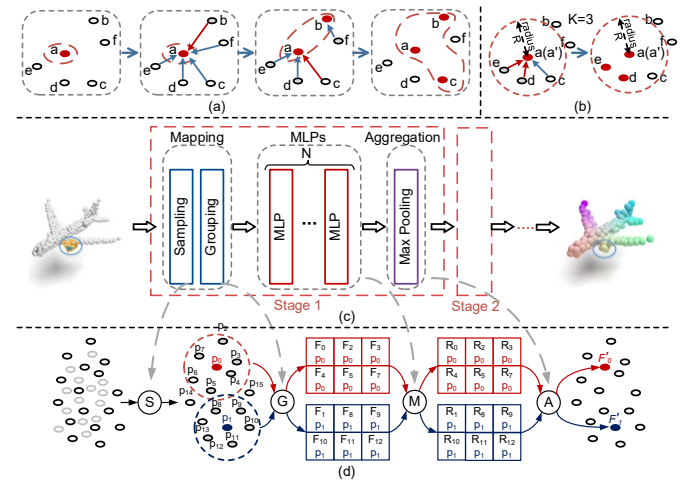 b
a
f
e
d
c
b
a
f
e
d
c
b
a
f
e
d
c
b
a
f
e
d
c
(a)
K=3
radius
R
b
f
a(a')
e
d
c
radius
R
b
f
a(a')
e
d
c
(b)
Mapping
MLPs
Aggregation
N
Sampling
Grouping
MLP
...
MLP
Max Pooling
Stage 1
Stage 2
(c)
S
p2
p7
p3
p0
p6
p5
p4
p15
p14
p8
p9
p13
p1
p10
p11
p12
G
F0 F2 F3
p0 p0 p0
F4 F5 F7
p0 p0 p0
F1 F8 F9
p1 p1 p1
F10 F11 F12
p1 p1 p1
M
R0 R2 R3
p0 p0 p0
R4 R5 R7
p0 p0 p0
R1 R8 R9
p1 p1 p1
R10 R11 R12
p1 p1 p1
A
F'0
F'1
(d)